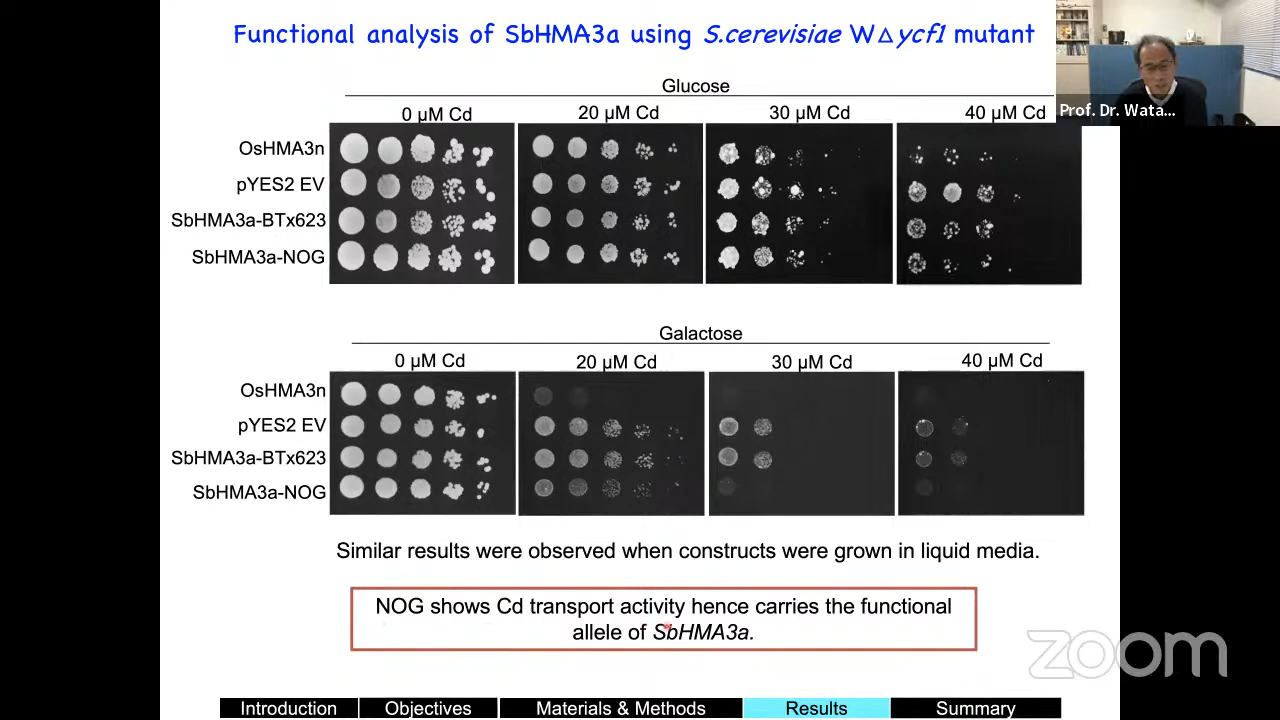 Functional analysis of SbHMA3a using S.cerevisiae W△ycf1 mutant
Prof. Dr. Wata...
Glucose
0 µM Cd
20 µM Cd
30 µM Cd
40 µM Cd
OsHMA3n
pYES2 EV
SbHMA3a-BTx623
SbHMA3a-NOG
Galactose
0 µM Cd
20 µM Cd
30 µM Cd
40 µM Cd
OsHMA3n
pYES2 EV
SbHMA3a-BTx623
SbHMA3a-NOG
Similar results were observed when constructs were grown in liquid media.
NOG shows Cd transport activity hence carries the functional
allele of SbHMA3a.
zoom
Introduction
Objectives
Materials & Methods
Results
Summary